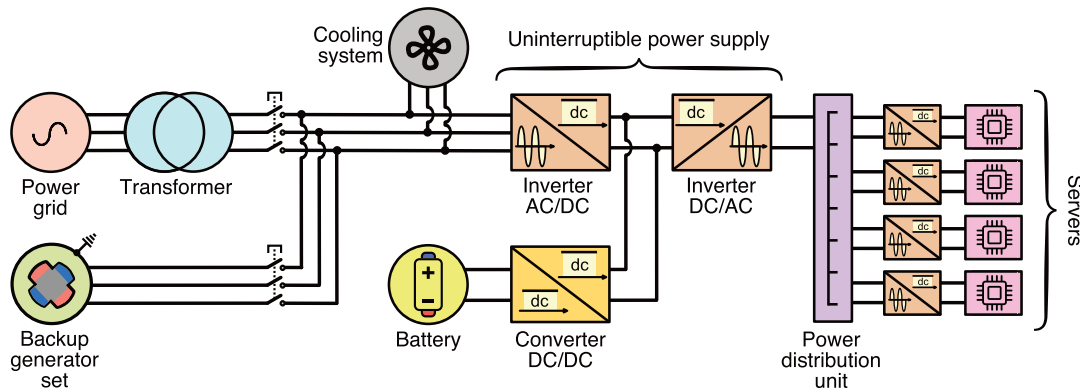 Cooling
system
Uninterruptible power supply
Power
grid
Transformer
dc
Inverter
AC/DC
dc
Inverter
DC/AC
dc
dc
dc
dc
Servers
Backup
generator
set
Battery
dc
dc
Converter
DC/DC
Power
distribution
unit